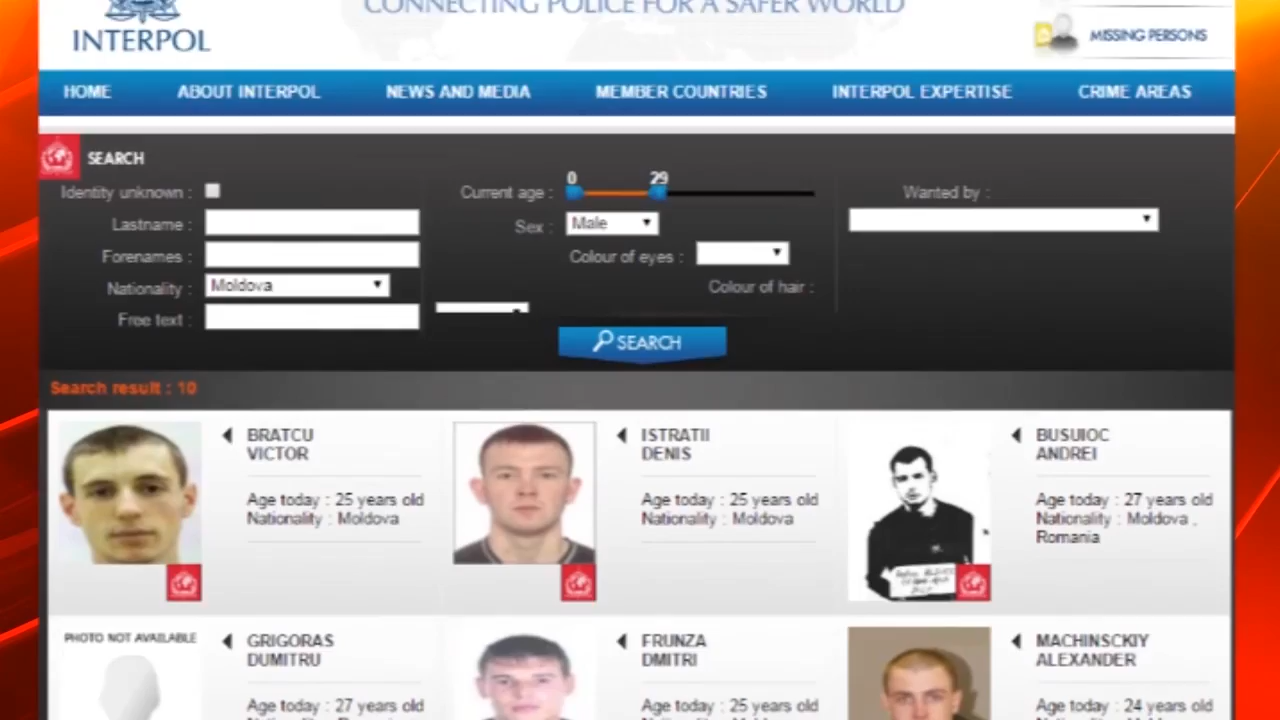 CONNECTING POLICE FOR A SAFER WORLD
INTERPOL
MISSING PERSONS
HOME ABOUT INTERPOL NEWS AND MEDIA MEMBER COUNTRIES INTERPOL EXPERTISE CRIME AREAS
SEARCH
Identity unknown :
Lastname :
Forenames :
Nationality : Moldova
Free text :
0 29
Current age :
Sex : Male
Colour of eyes :
Colour of hair :
Wanted by :
SEARCH
Search result : 10
BRATCU
VICTOR
Age today : 25 years old
Nationality : Moldova
ISTRATII
DENIS
Age today : 25 years old
Nationality : Moldova
BUSUIOC
ANDREI
Age today : 27 years old
Nationality : Moldova ,
Romania
PHOTO NOT AVAILABLE
GRIGORAS
DUMITRU
Age today : 27 years old
FRUNZA
DMITRI
Age today : 25 years old
MACHINSCKIY
ALEXANDER
Age today : 24 years old